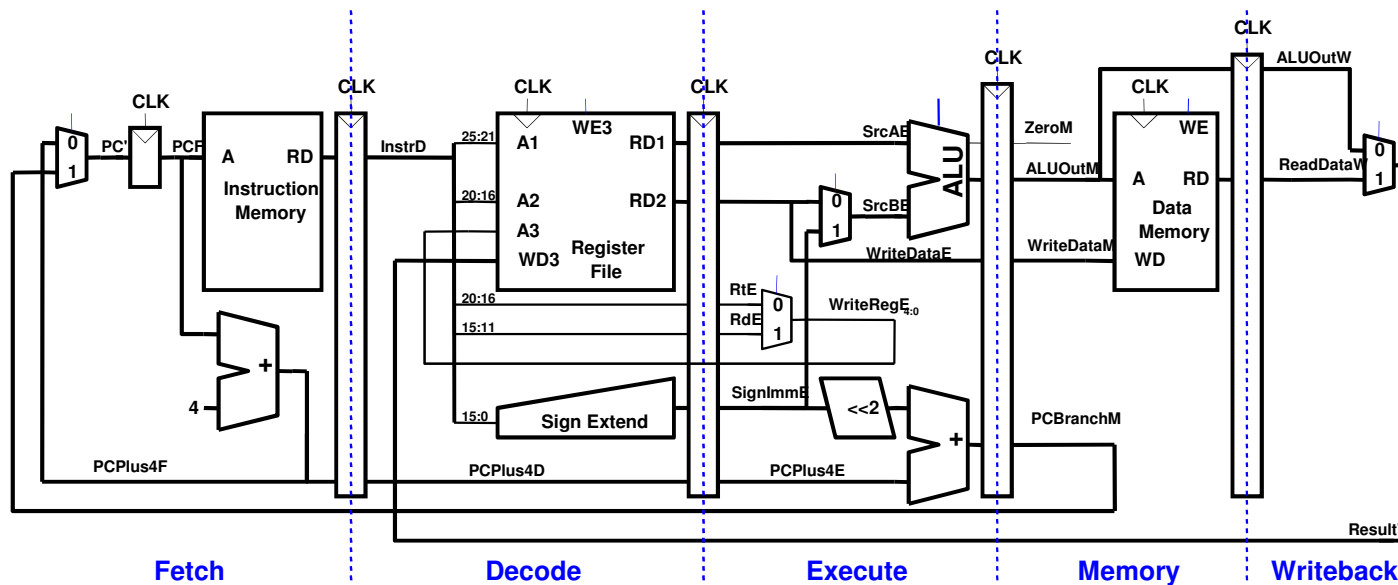 CLK
CLK
CLK
CLK
CLK
CLK
CLK
ALUOutW
0
1
PC'
PCF
A
RD
Instruction
Memory
InstrD
25:21
A1
WE3
RD1
20:16
A2
RD2
A3
WD3
Register
File
SrcAE
ALU
0
1
SrcBE
ZeroM
ALUOutM
WE
A
RD
Data
Memory
WD
ReadDataW
0
1
WriteDataE
WriteDataM
20:16
15:11
RtE
RdE
0
1
WriteRegE4:0
+
4
15:0
Sign Extend
SignImmE
<<2
+
PCBranchM
PCPlus4F
PCPlus4D
PCPlus4E
Result
Fetch
Decode
Execute
Memory
Writeback